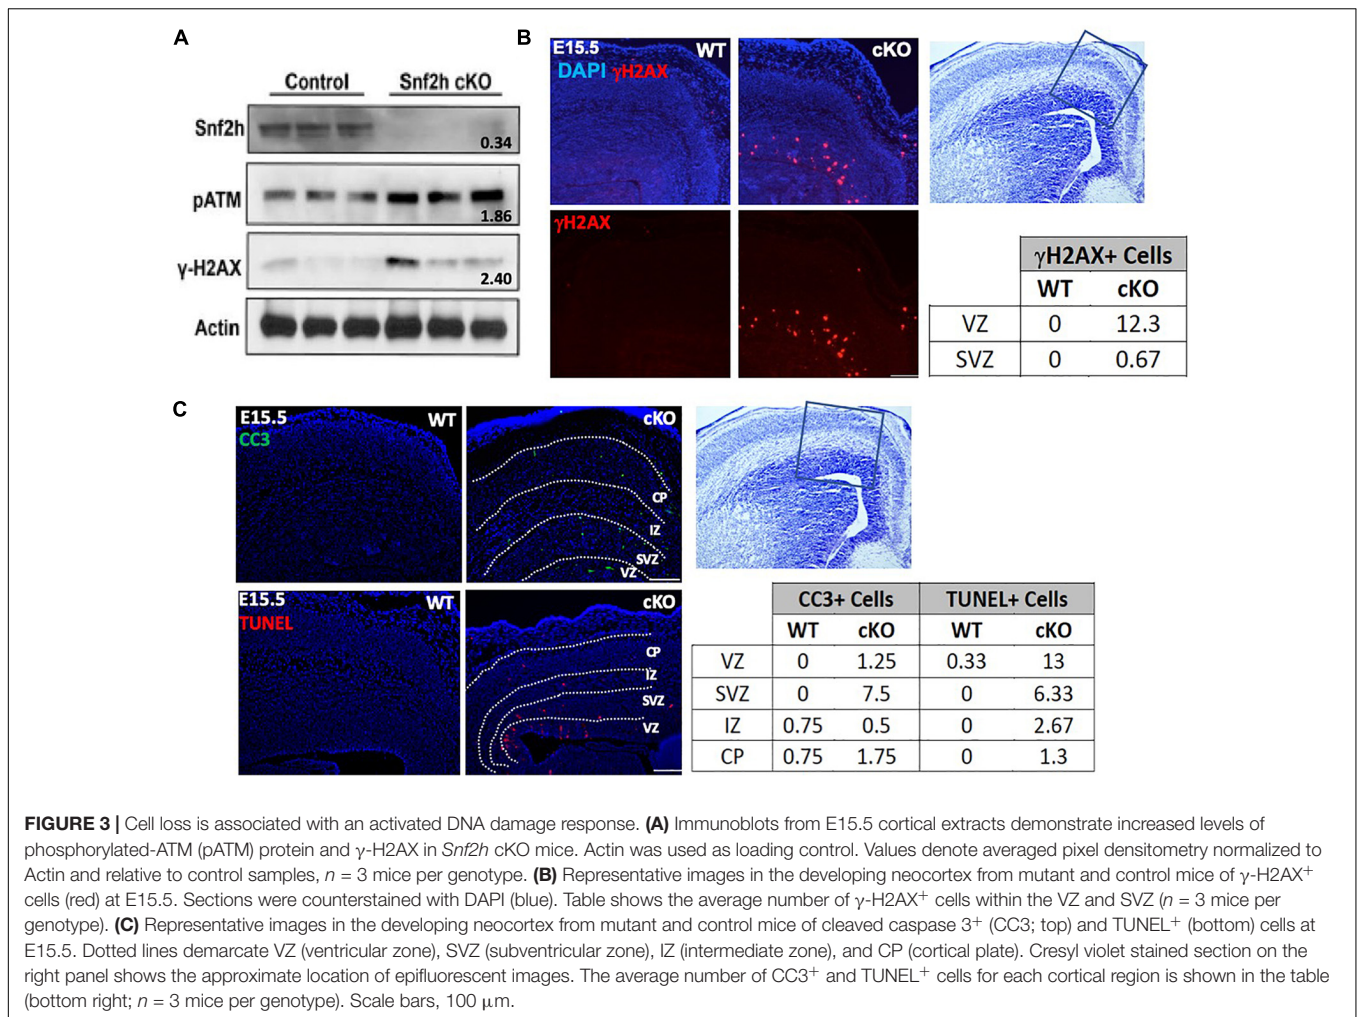 A
Control Snf2h cKO
Snf2h 0.34
pATM 1.86
γ-H2AX 2.40
Actin
B
E15.5 WT cKO
DAPI γH2AX
γH2AX
γH2AX+ Cells
WT cKO
VZ 0 12.3
SVZ 0 0.67
C
E15.5 WT cKO
CC3
CP
IZ
SVZ
VZ
E15.5 WT cKO
TUNEL
CP
IZ
SVZ
VZ
CC3+ Cells TUNEL+ Cells
WT cKO WT cKO
VZ 0 1.25 0.33 13
SVZ 0 7.5 0 6.33
IZ 0.75 0.5 0 2.67
CP 0.75 1.75 0 1.3
FIGURE 3 | Cell loss is associated with an activated DNA damage response. (A) Immunoblots from E15.5 cortical extracts demonstrate increased levels of
phosphorylated-ATM (pATM) protein and γ-H2AX in Snf2h cKO mice. Actin was used as loading control. Values denote averaged pixel densitometry normalized to
Actin and relative to control samples, n = 3 mice per genotype. (B) Representative images in the developing neocortex from mutant and control mice of γ-H2AX⁺
cells (red) at E15.5. Sections were counterstained with DAPI (blue). Table shows the average number of γ-H2AX⁺ cells within the VZ and SVZ (n = 3 mice per
genotype). (C) Representative images in the developing neocortex from mutant and control mice of cleaved caspase 3⁺ (CC3; top) and TUNEL⁺ (bottom) cells at
E15.5. Dotted lines demarcate VZ (ventricular zone), SVZ (subventricular zone), IZ (intermediate zone), and CP (cortical plate). Cresyl violet stained section on the
right panel shows the approximate location of epifluorescent images. The average number of CC3⁺ and TUNEL⁺ cells for each cortical region is shown in the table
(bottom right; n = 3 mice per genotype). Scale bars, 100 μm.